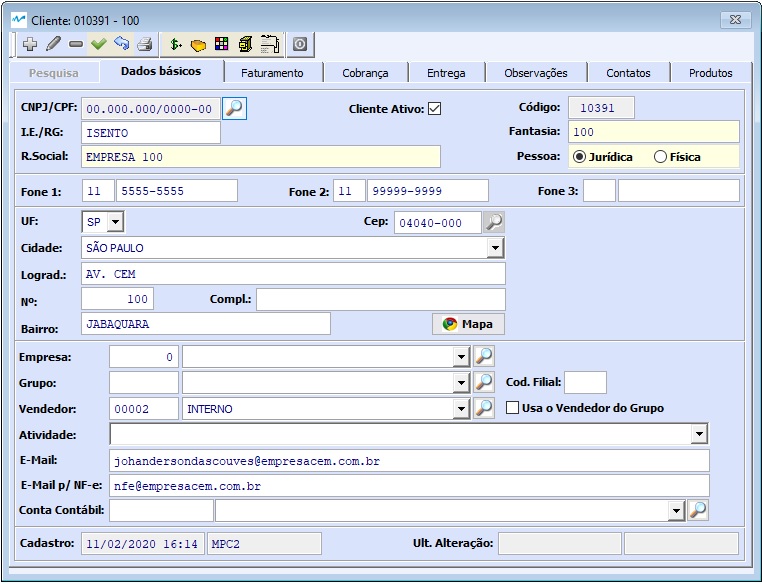 Cliente: 010391 - 100
Pesquisa Dados básicos Faturamento Cobrança Entrega Observações Contatos Produtos
CNPJ/CPF: 00.000.000/0000-00 Cliente Ativo: Código: 10391
I.E./RG: ISENTO Fantasia: 100
R.Social: EMPRESA 100 Pessoa: Jurídica Física
Fone 1: 11 5555-5555 Fone 2: 11 99999-9999 Fone 3:
UF: SP Cep: 04040-000
Cidade: SÃO PAULO
Lograd.: AV. CEM
Nº: 100 Compl.:
Bairro: JABAQUARA Mapa
Empresa: 0
Grupo: Cod. Filial:
Vendedor: 00002 INTERNO Usa o Vendedor do Grupo
Atividade:
E-Mail: johandersondascouves@empresacem.com.br
E-Mail p/ NF-e: nfe@empresacem.com.br
Conta Contábil:
Cadastro: 11/02/2020 16:14 MPC2 Ult. Alteração: